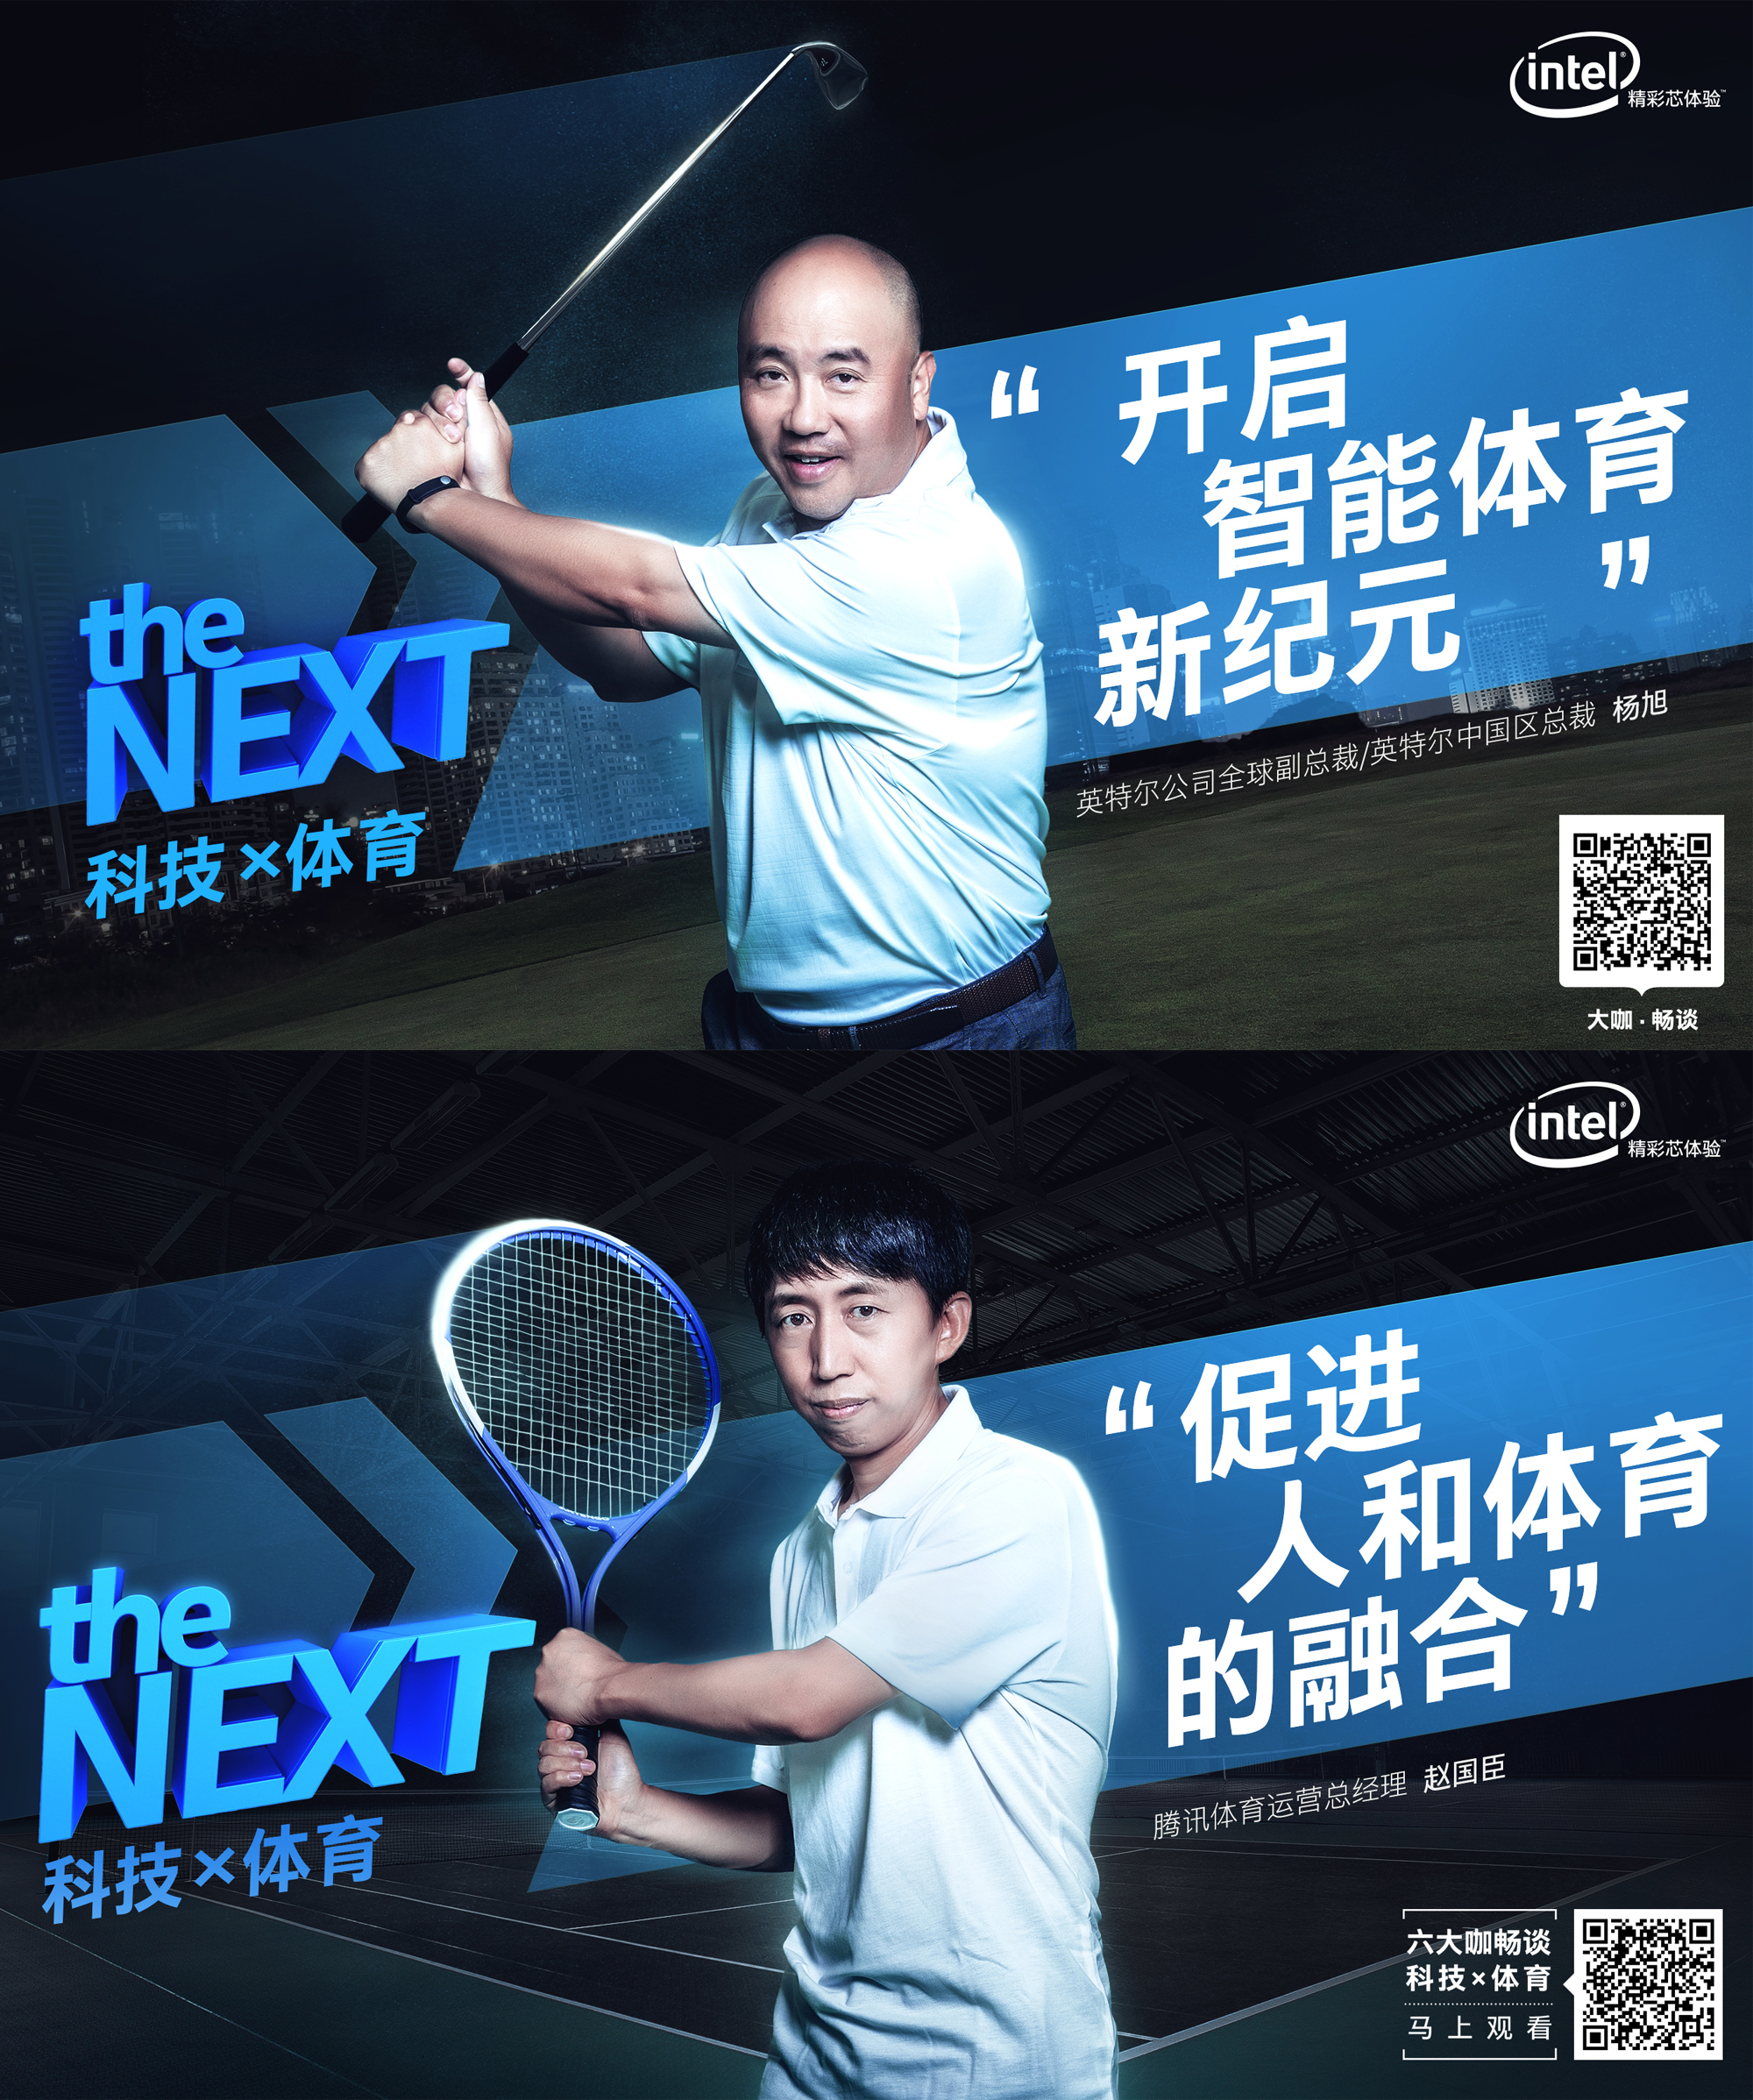 intel®
精彩芯体验™
“开启
智能体育
新纪元”
英特尔公司全球副总裁/英特尔中国区总裁 杨旭
the
NEXT
科技×体育
大咖·畅谈
intel®
精彩芯体验™
“促进
人和体育
的融合”
腾讯体育运营总经理 赵国臣
the
NEXT
科技×体育
六大咖畅谈
科技×体育
马上观看